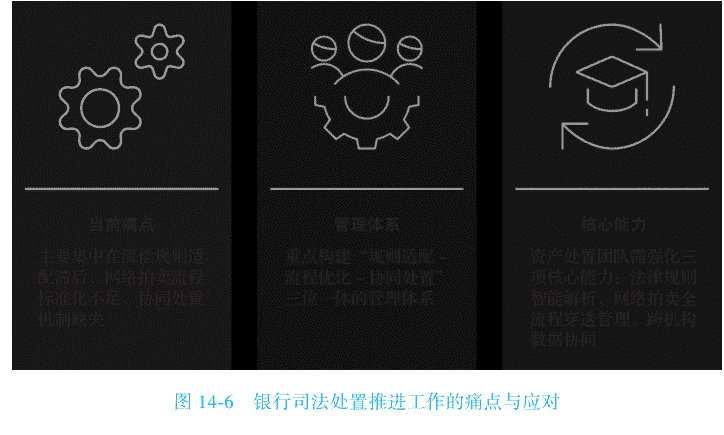 当前痛点
主要集中在清偿规则适
配滞后、网络拍卖流程
标准化不足、协同处置
机制缺失
管理体系
重点构建“规则适配－
流程优化－协同处置”
三位一体的管理体系
核心能力
资产处置团队需强化三
项核心能力：法律规则
智能解析、网络拍卖全
流程穿透管理、跨机构
数据协同
图 14-6　银行司法处置推进工作的痛点与应对